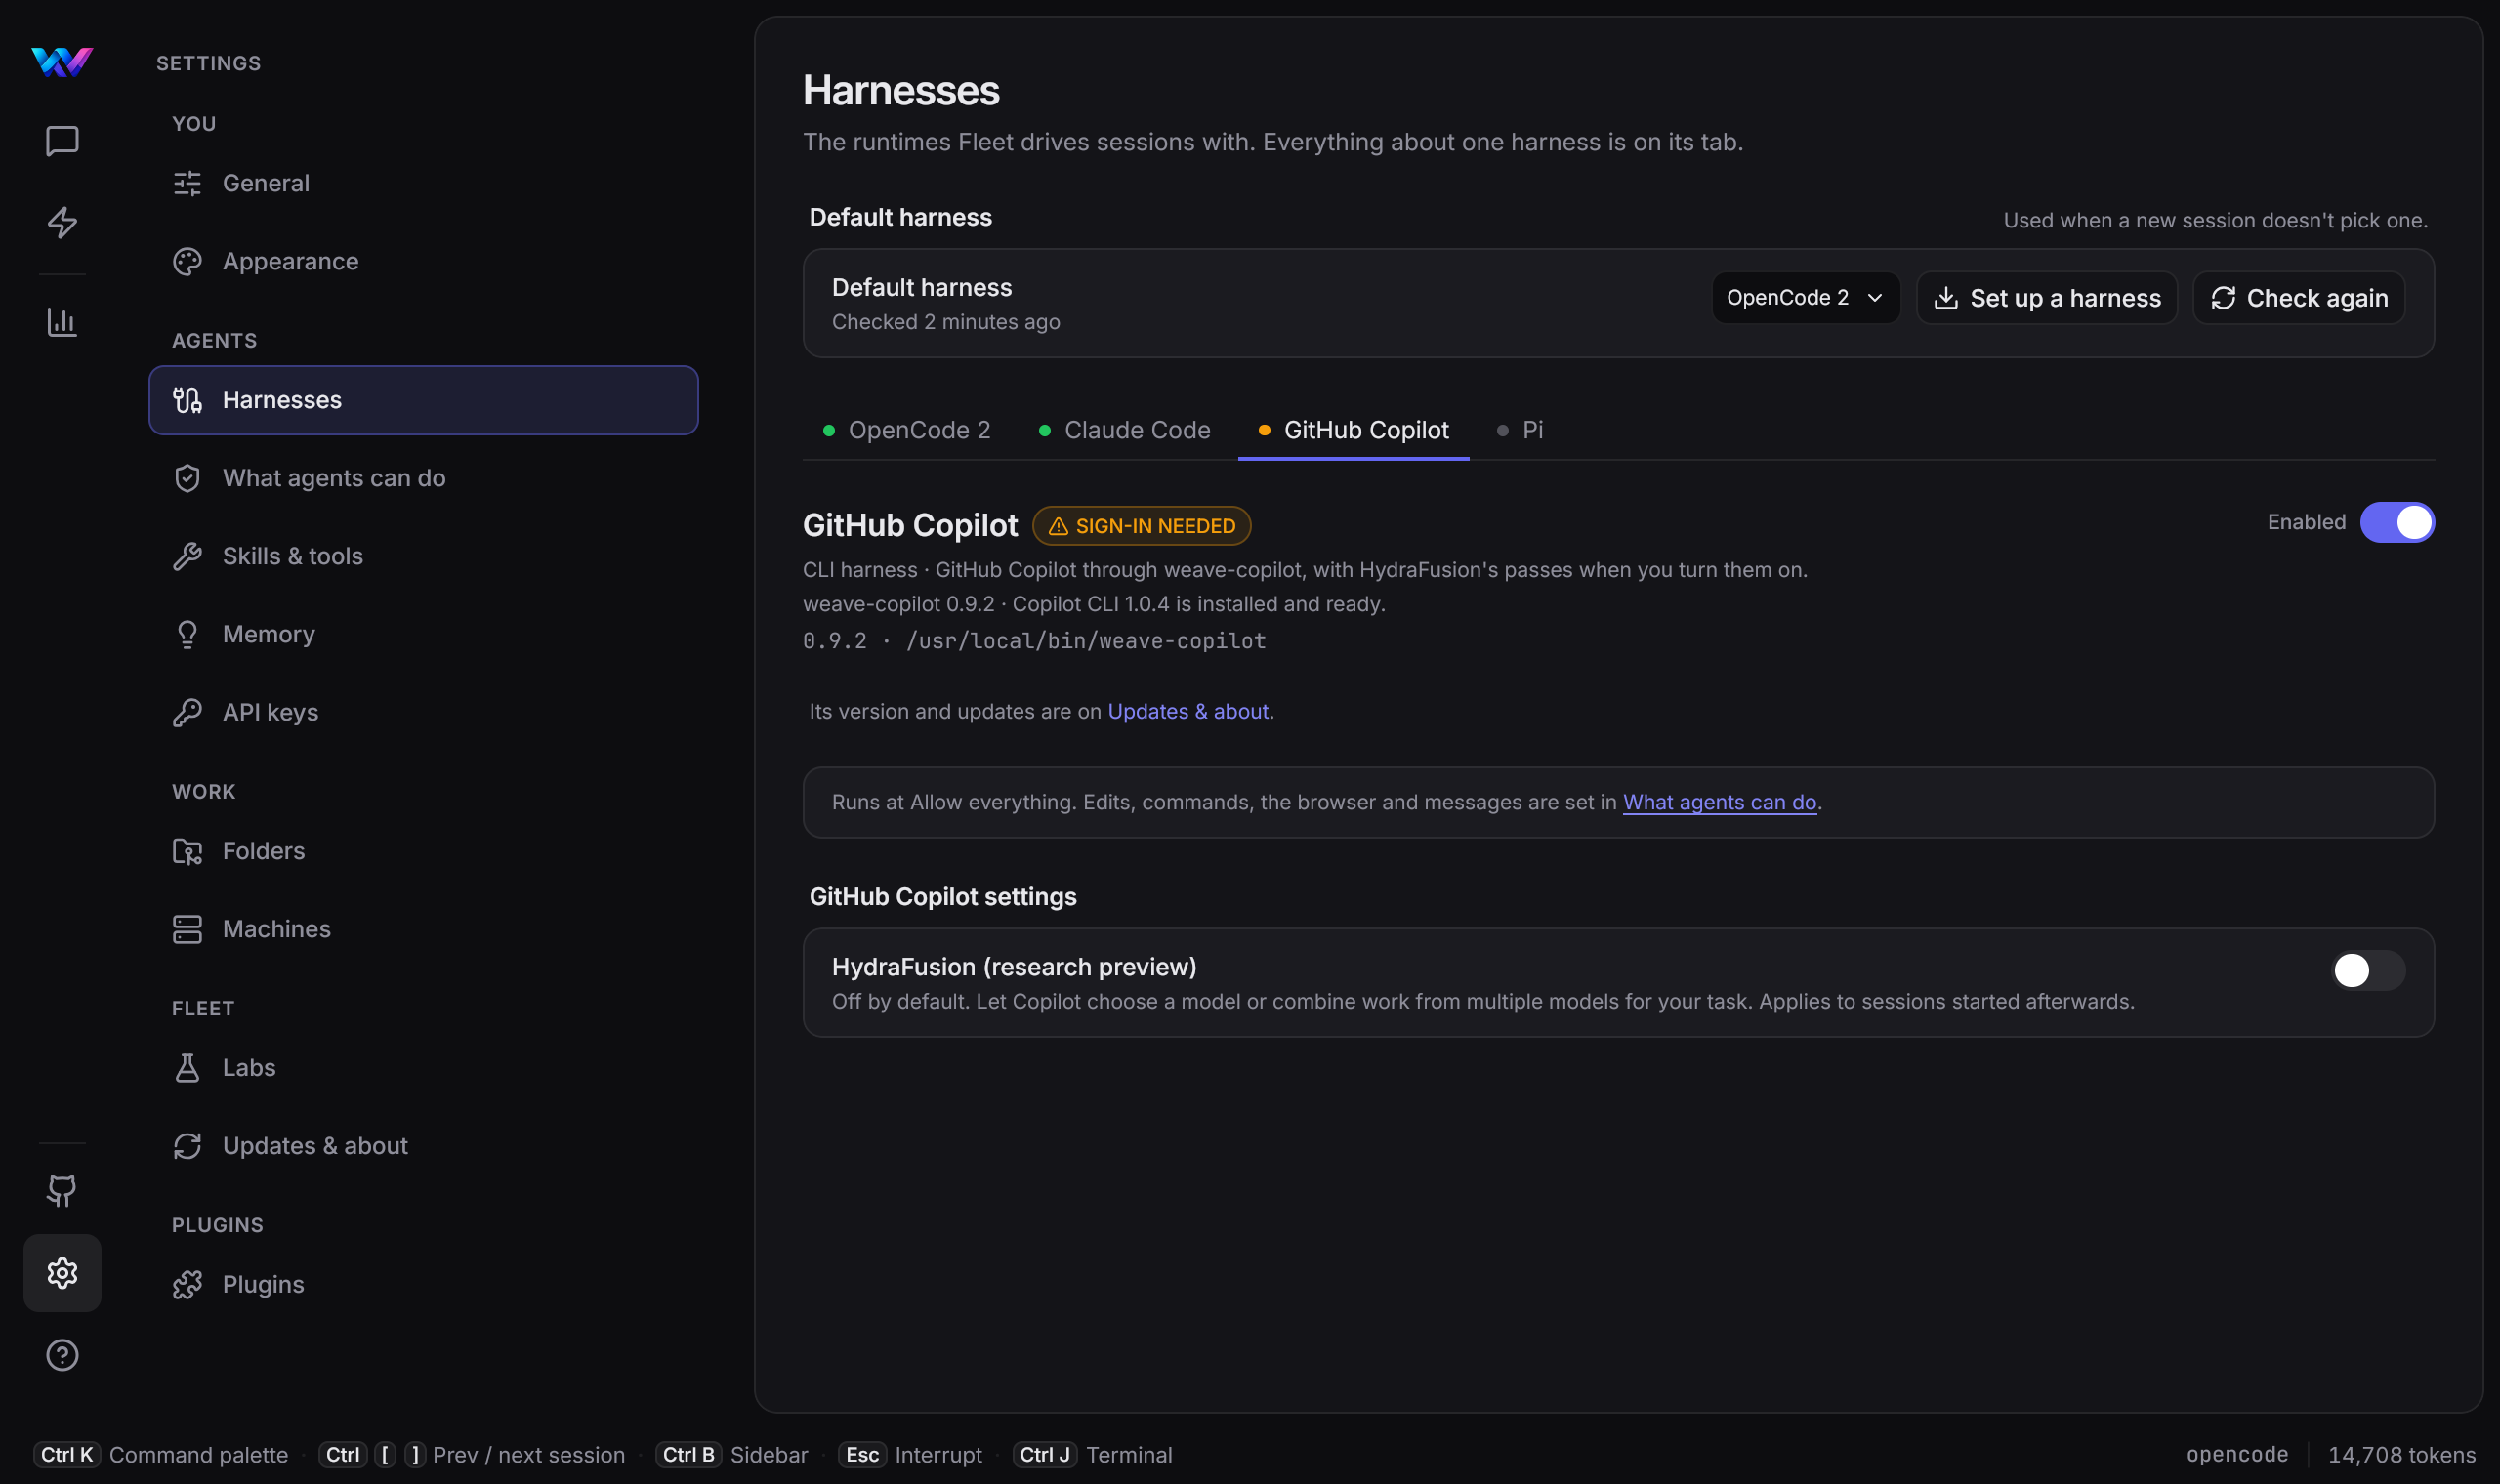 SETTINGS
YOU
General
Appearance
AGENTS
Harnesses
What agents can do
Skills & tools
Memory
API keys
WORK
Folders
Machines
FLEET
Labs
Updates & about
PLUGINS
Plugins
Harnesses
The runtimes Fleet drives sessions with. Everything about one harness is on its tab.
Default harness
Used when a new session doesn't pick one.
Default harness
Checked 2 minutes ago
OpenCode 2
Set up a harness
Check again
OpenCode 2
Claude Code
GitHub Copilot
Pi
GitHub Copilot
SIGN-IN NEEDED
Enabled
CLI harness · GitHub Copilot through weave-copilot, with HydraFusion's passes when you turn them on.
weave-copilot 0.9.2 · Copilot CLI 1.0.4 is installed and ready.
0.9.2 · /usr/local/bin/weave-copilot
Its version and updates are on Updates & about.
Runs at Allow everything. Edits, commands, the browser and messages are set in What agents can do.
GitHub Copilot settings
HydraFusion (research preview)
Off by default. Let Copilot choose a model or combine work from multiple models for your task. Applies to sessions started afterwards.
Ctrl K Command palette · Ctrl [ ] Prev / next session · Ctrl B Sidebar · Esc Interrupt · Ctrl J Terminal
opencode
14,708 tokens